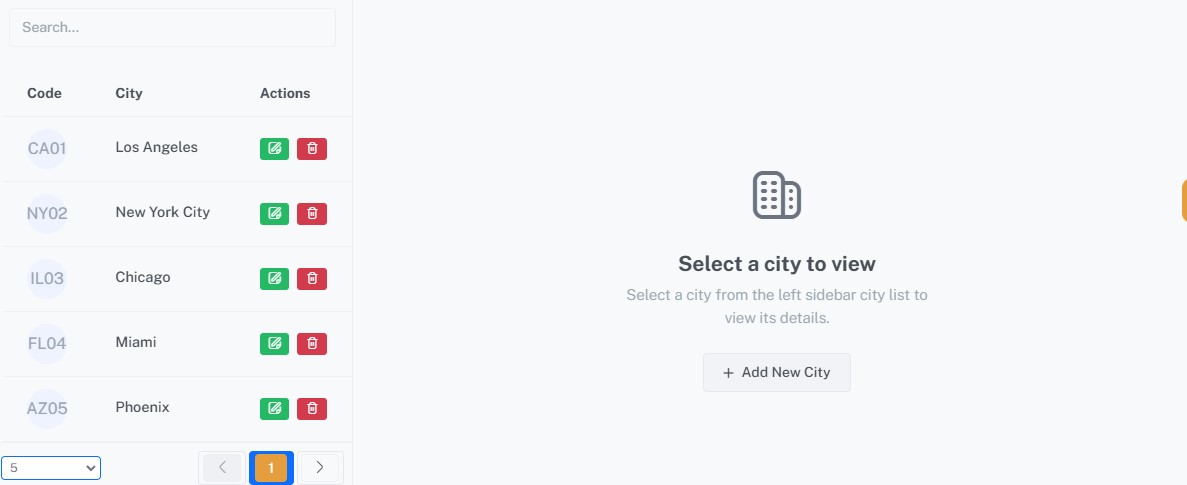 Search...
Code City Actions
CA01 Los Angeles
NY02 New York City
IL03 Chicago
FL04 Miami
AZ05 Phoenix
5 1
Select a city to view
Select a city from the left sidebar city list to
view its details.
+ Add New City